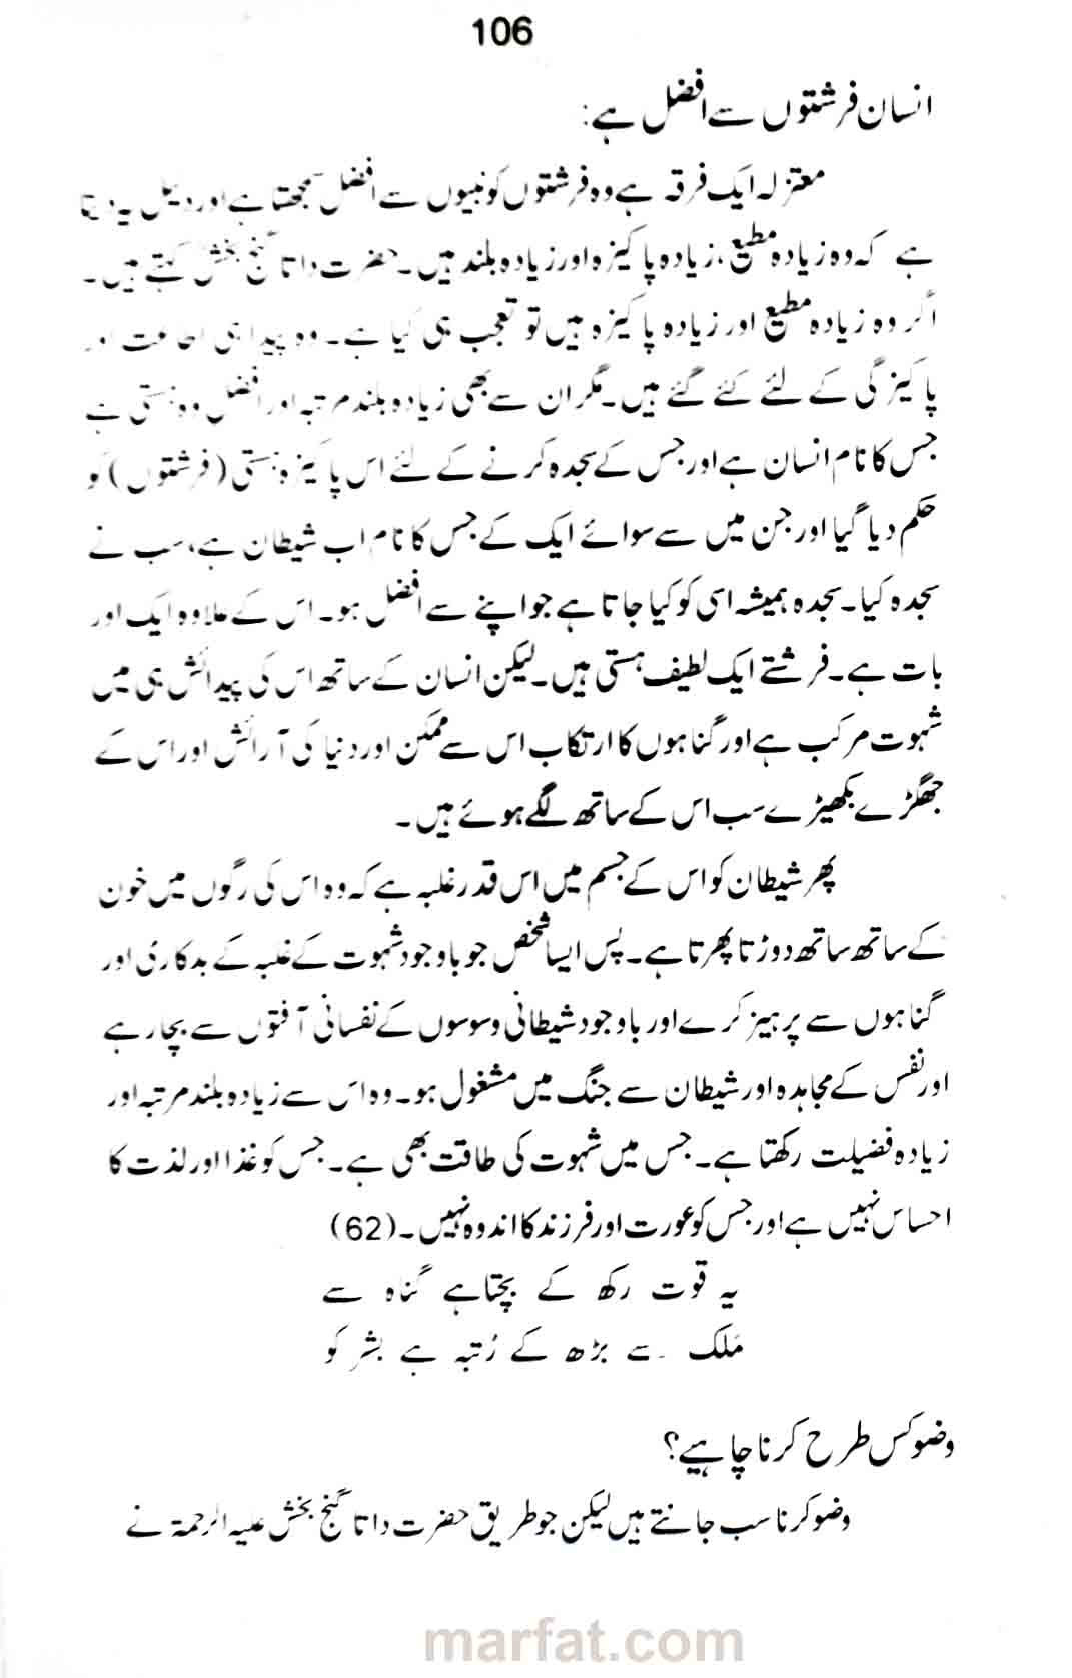 106
انسان فرشتوں سے افضل ہے:
معتزلہ ایک فرقہ ہے وہ فرشتوں کو نبیوں سے افضل سمجھتا ہے اور دلیل یہ دیتا
ہے کہ وہ زیادہ مطیع، زیادہ پاکیزہ اور زیادہ بلند ہیں۔ حضرت داتا گنج بخش کہتے ہیں۔
اگر وہ زیادہ مطیع اور زیادہ پاکیزہ ہیں تو تعجب ہی کیا ہے۔ وہ پیدا ہی اطاعت اور
پاکیزگی کے لئے کئے گئے ہیں۔ مگر ان سے بھی زیادہ بلند مرتبہ اور افضل وہ ہستی ہے
جس کا نام انسان ہے اور جس کے سجدہ کرنے کے لئے اس پاکیزہ ہستی (فرشتوں) کو
حکم دیا گیا اور جن میں سے سوائے ایک کے جس کا نام اب شیطان ہے، سب نے
سجدہ کیا۔ سجدہ ہمیشہ اسی کو کیا جاتا ہے جو اپنے سے افضل ہو۔ اس کے علاوہ ایک اور
بات ہے۔ فرشتے ایک لطیف ہستی ہیں۔ لیکن انسان کے ساتھ اس کی پیدائش ہی میں
شہوت مرکب ہے اور گناہوں کا ارتکاب اس سے ممکن اور دنیا کی آرائش اور اس کے
جھگڑے بکھیڑے سب اس کے ساتھ لگے ہوئے ہیں۔
پھر شیطان کو اس کے جسم میں اس قدر غلبہ ہے کہ وہ اس کی رگوں میں خون
کے ساتھ ساتھ دوڑتا پھرتا ہے۔ پس ایسا شخص جو باوجود شہوت کے غلبہ کے بدکاری اور
گناہوں سے پرہیز کرے اور باوجود شیطانی وسوسوں کے نفسانی آفتوں سے بچا رہے
اور نفس کے مجاہدہ اور شیطان سے جنگ میں مشغول ہو۔ وہ اس سے زیادہ بلند مرتبہ اور
زیادہ فضیلت رکھتا ہے۔ جس میں شہوت کی طاقت بھی ہے۔ جس کو غذا اور لذت کا
احساس نہیں ہے اور جس کو عورت اور فرزند کا اندوہ نہیں۔ (62)
یہ قوت رکھ کے بچتا ہے گناہ سے
مَلک سے بڑھ کے رُتبہ ہے بشر کو
وضو کس طرح کرنا چاہیے؟
وضو کرنا سب جانتے ہیں لیکن جو طریق حضرت داتا گنج بخش علیہ الرحمۃ نے
marfat.com